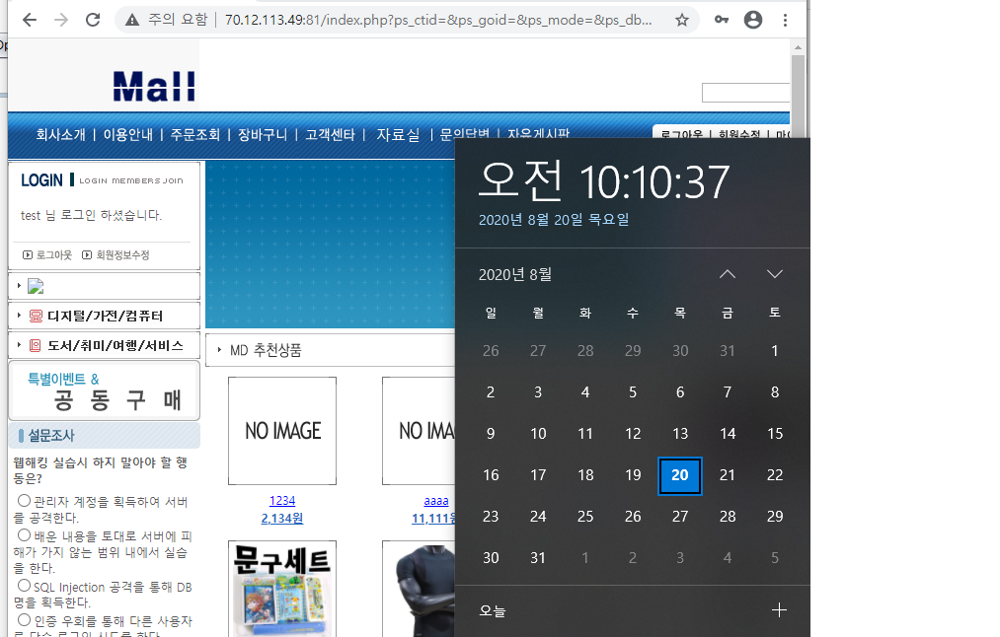 주의 요함 | 70.12.113.49:81/index.php?ps_ctid=&ps_goid=&ps_mode=&ps_db...
Mall
회사소개 | 이용안내 | 주문조회 | 장바구니 | 고객센타 | 자료실 | 문의답변 | 자유게시판
로그아웃 | 회원수정 | 마이
LOGIN LOGIN MEMBERS JOIN
test 님 로그인 하셨습니다.
로그아웃 회원정보수정
디지털/가전/컴퓨터
도서/취미/여행/서비스
특별이벤트 &
공동구매
설문조사
웹해킹 실습시 하지 말아야 할 행
동은?
관리자 계정을 획득하여 서버
를 공격한다.
배운 내용을 토대로 서버에 피
해가 가지 않는 범위 내에서 실습
을 한다.
SQL Injection 공격을 통해 DB
명을 획득한다.
인증 우회를 통해 다른 사용자
로 당슨 로그인 시도를 한다
MD 추천상품
NO IMAGE
NO IMA
1234
2,134원
aaaa
11,111원
문구세트
오전 10:10:37
2020년 8월 20일 목요일
2020년 8월
일 월 화 수 목 금 토
26 27 28 29 30 31 1
2 3 4 5 6 7 8
9 10 11 12 13 14 15
16 17 18 19 20 21 22
23 24 25 26 27 28 29
30 31 1 2 3 4 5
오늘